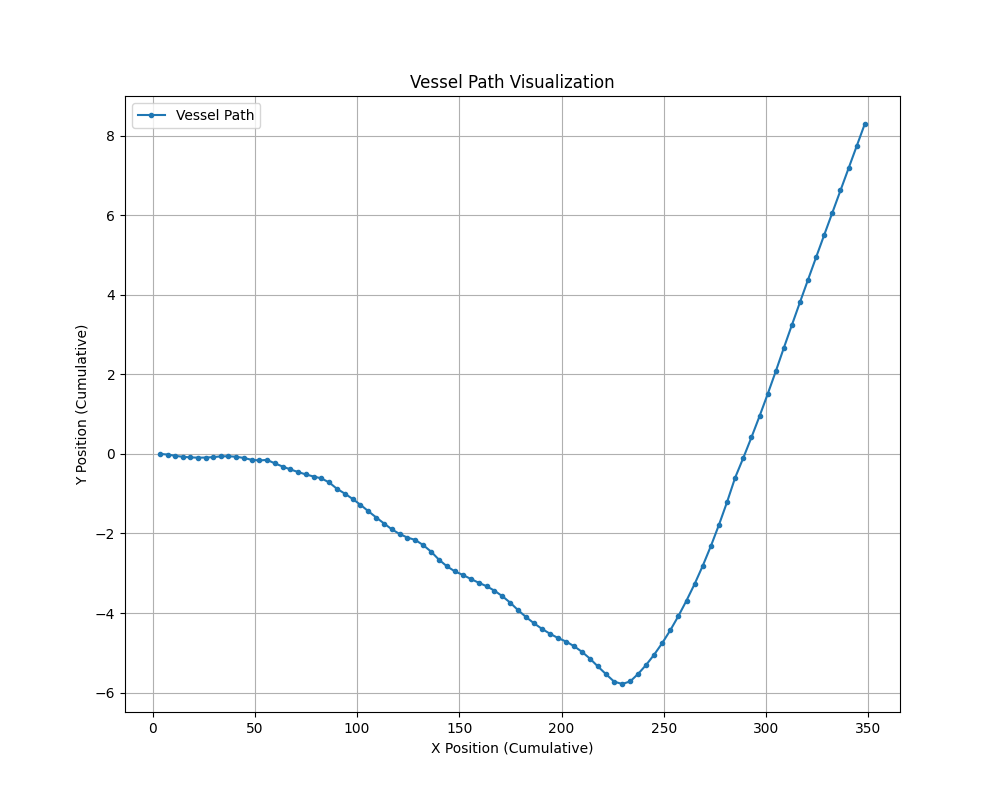 Vessel Path Visualization
Vessel Path
8
6
4
2
0
−2
−4
−6
Y Position (Cumulative)
0 50 100 150 200 250 300 350
X Position (Cumulative)